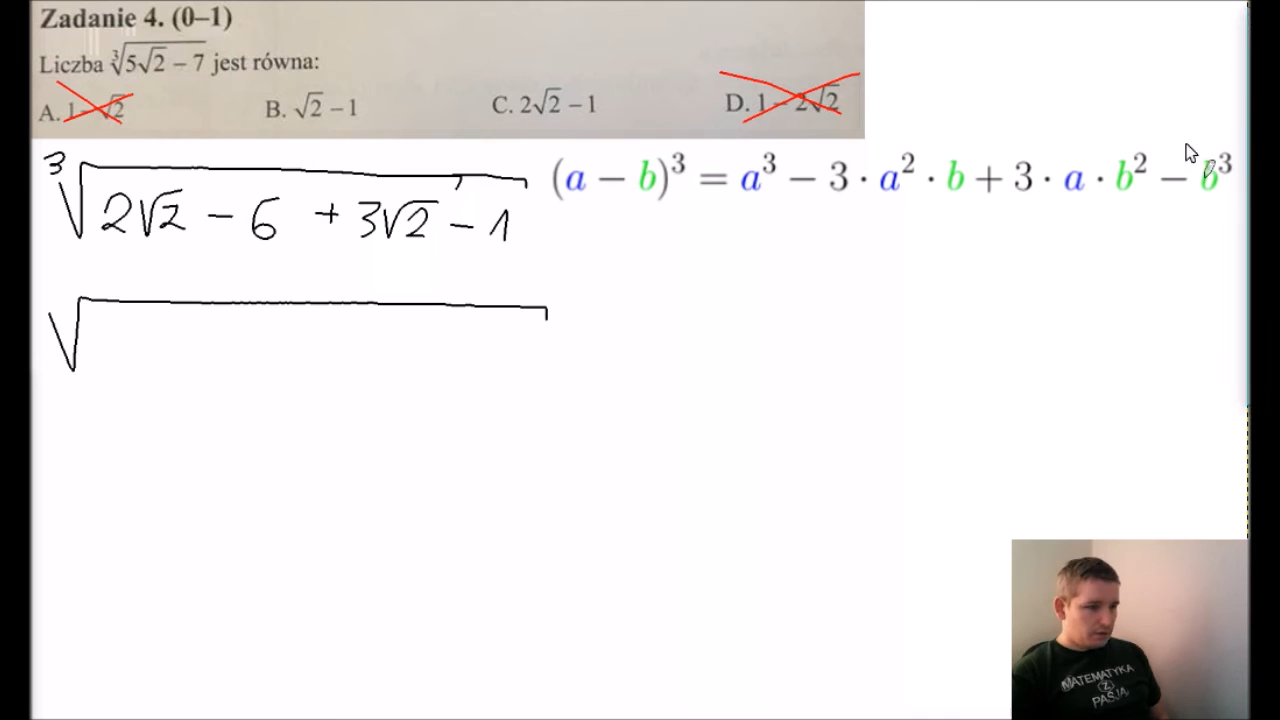 Zadanie 4. (0–1)
Liczba ∛(5√2 − 7) jest równa:
A. 1 − √2 B. √2 − 1 C. 2√2 − 1 D. 1 − 2√2
∛(2√2 − 6 + 3√2 − 1)
(a − b)³ = a³ − 3 · a² · b + 3 · a · b² − b³
√
MATEMATYKA
Z
PASJĄ